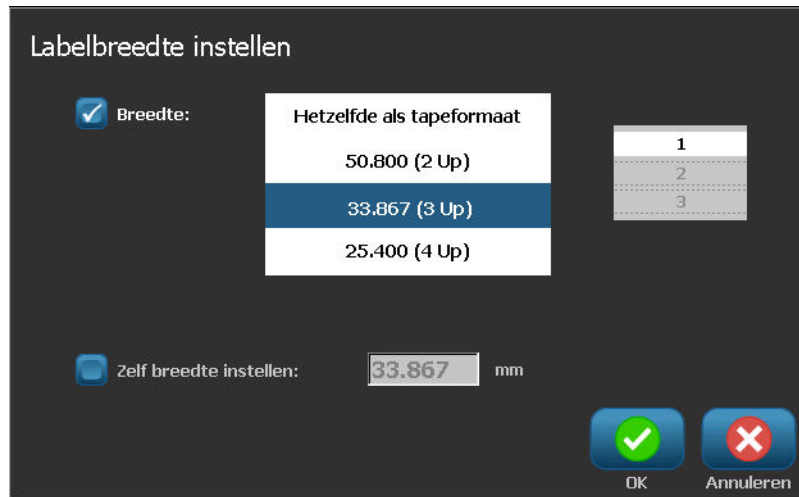 Labelbreedte instellen
Breedte:
Hetzelfde als tapeformaat
50.800 (2 Up)
33.867 (3 Up)
25.400 (4 Up)
1
2
3
Zelf breedte instellen:
33.867 mm
OK
Annuleren